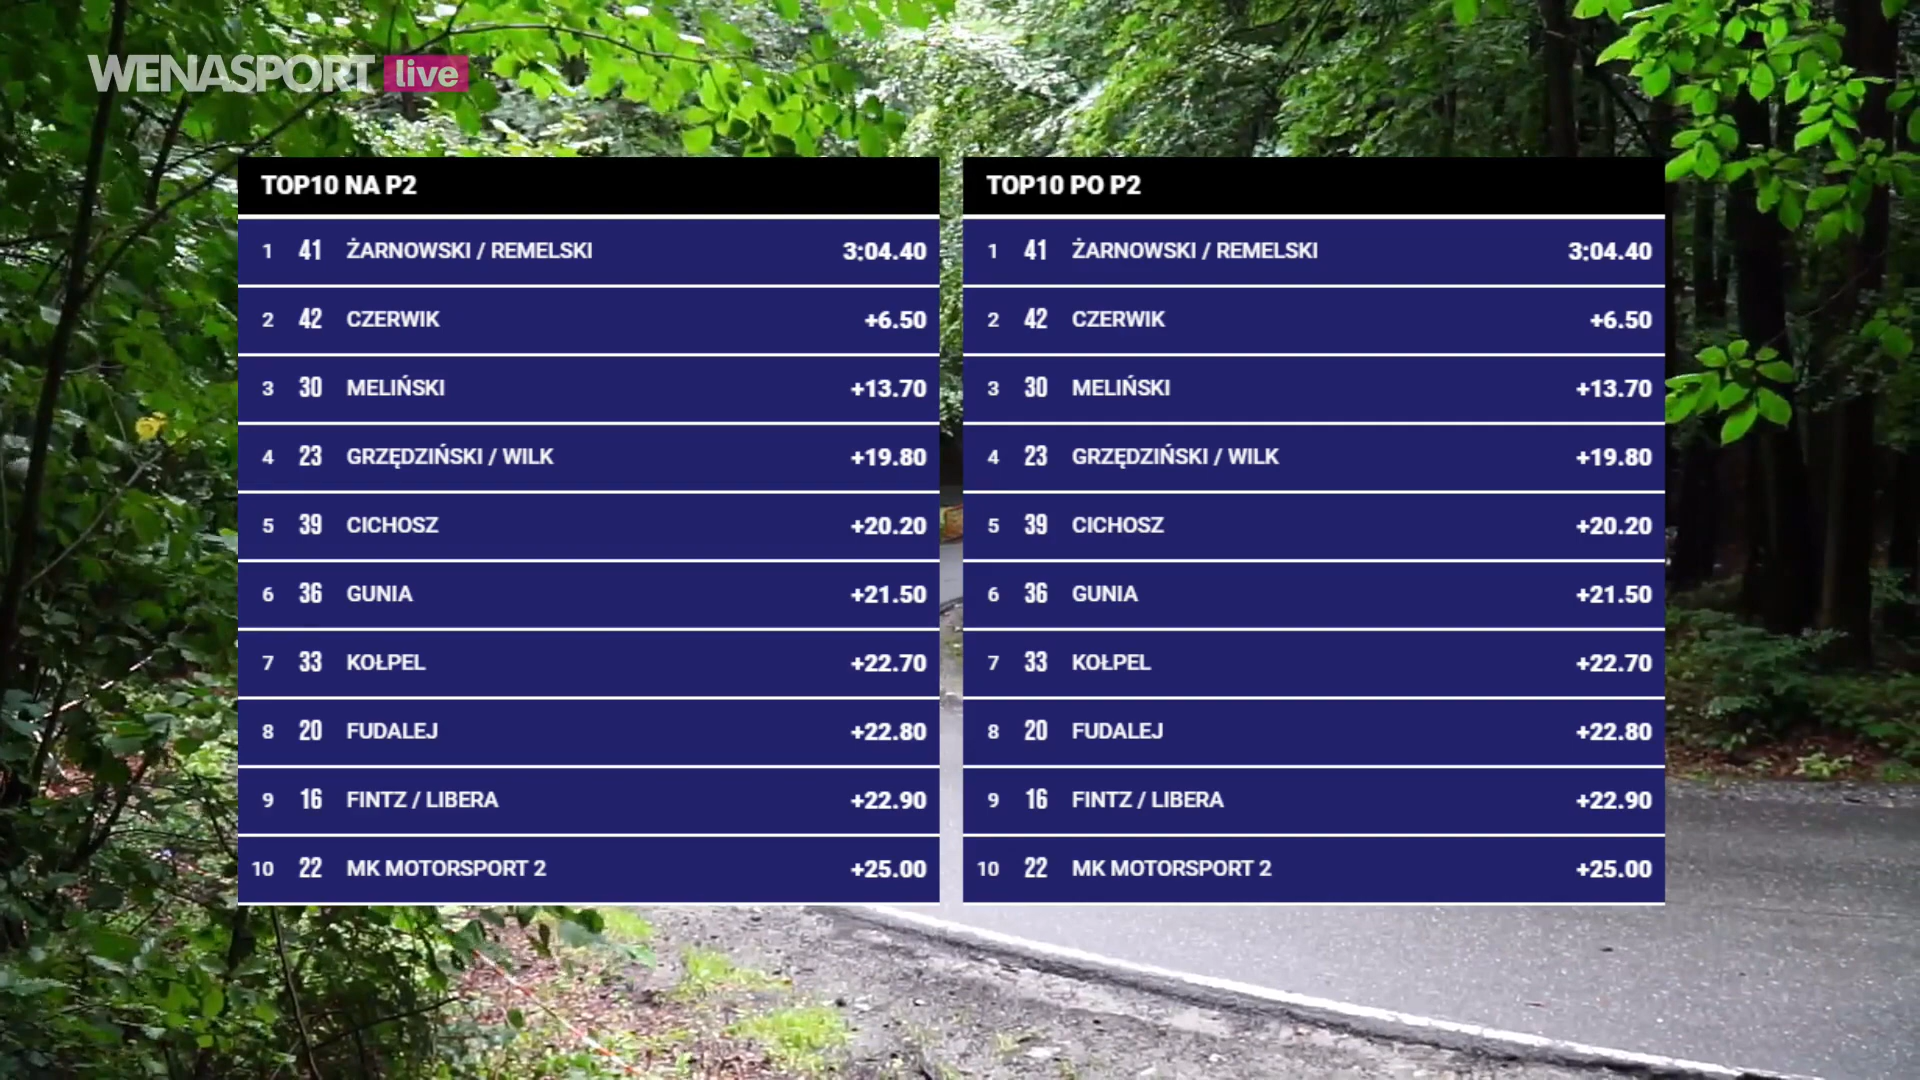 WENASPORT live
TOP10 NA P2
1 41 ŻARNOWSKI / REMELSKI 3:04.40
2 42 CZERWIK +6.50
3 30 MELIŃSKI +13.70
4 23 GRZĘDZIŃSKI / WILK +19.80
5 39 CICHOSZ +20.20
6 36 GUNIA +21.50
7 33 KOŁPEL +22.70
8 20 FUDALEJ +22.80
9 16 FINTZ / LIBERA +22.90
10 22 MK MOTORSPORT 2 +25.00
TOP10 PO P2
1 41 ŻARNOWSKI / REMELSKI 3:04.40
2 42 CZERWIK +6.50
3 30 MELIŃSKI +13.70
4 23 GRZĘDZIŃSKI / WILK +19.80
5 39 CICHOSZ +20.20
6 36 GUNIA +21.50
7 33 KOŁPEL +22.70
8 20 FUDALEJ +22.80
9 16 FINTZ / LIBERA +22.90
10 22 MK MOTORSPORT 2 +25.00